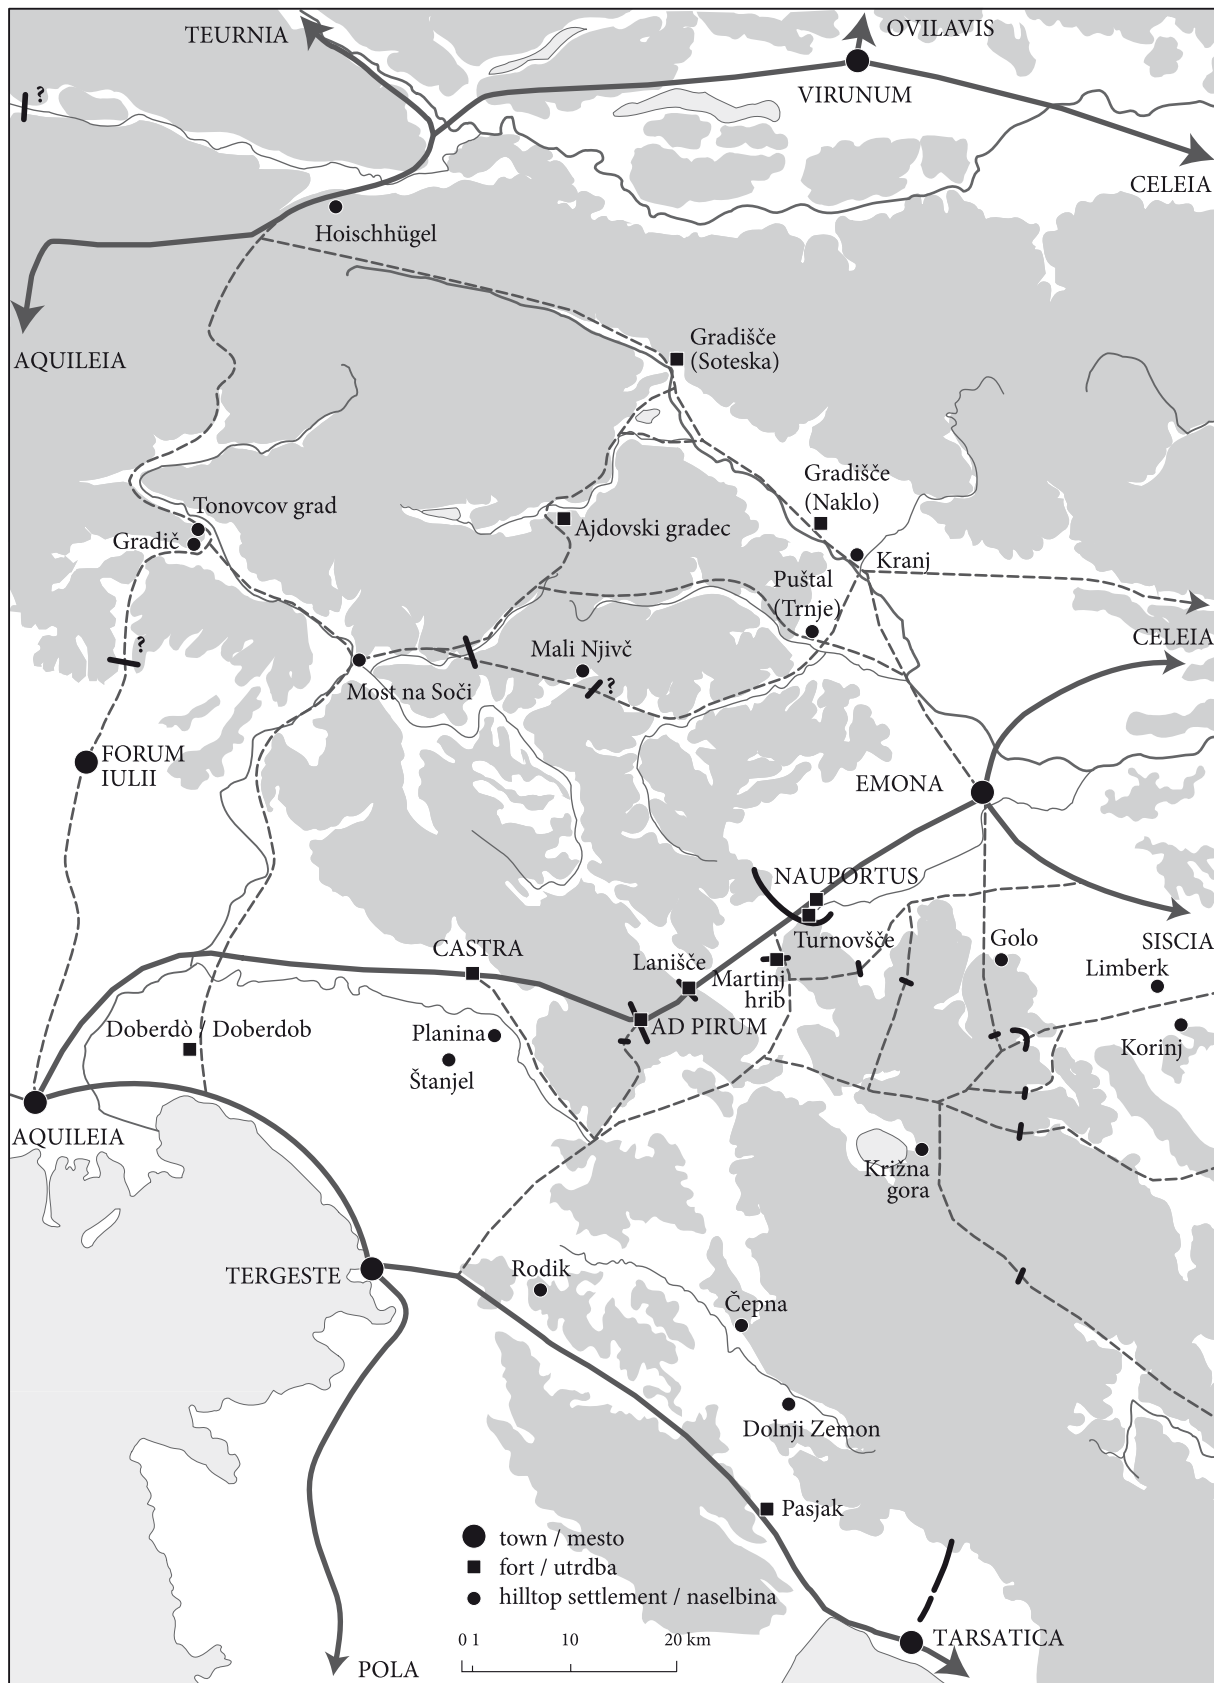 TEURNIA
OVILAVIS
?
VIRUNUM
CELEIA
Hoischhügel
AQUILEIA
Gradišče
(Soteska)
Gradišče
(Naklo)
Tonovcov grad
Ajdovski gradec
Gradič
Kranj
Puštal
(Trnje)
CELEIA
?
Mali Njivč
?
Most na Soči
FORUM
IULII
EMONA
NAUPORTUS
Turnovšče
CASTRA
Golo
SISCIA
Lanišče
Limberk
Martinj
hrib
AD PIRUM
Doberdò / Doberdob
Planina
Korinj
Štanjel
AQUILEIA
Križna
gora
TERGESTE
Rodik
Čepna
Dolnji Zemon
Pasjak
town / mesto
fort / utrdba
hilltop settlement / naselbina
0 1 10 20 km
TARSATICA
POLA